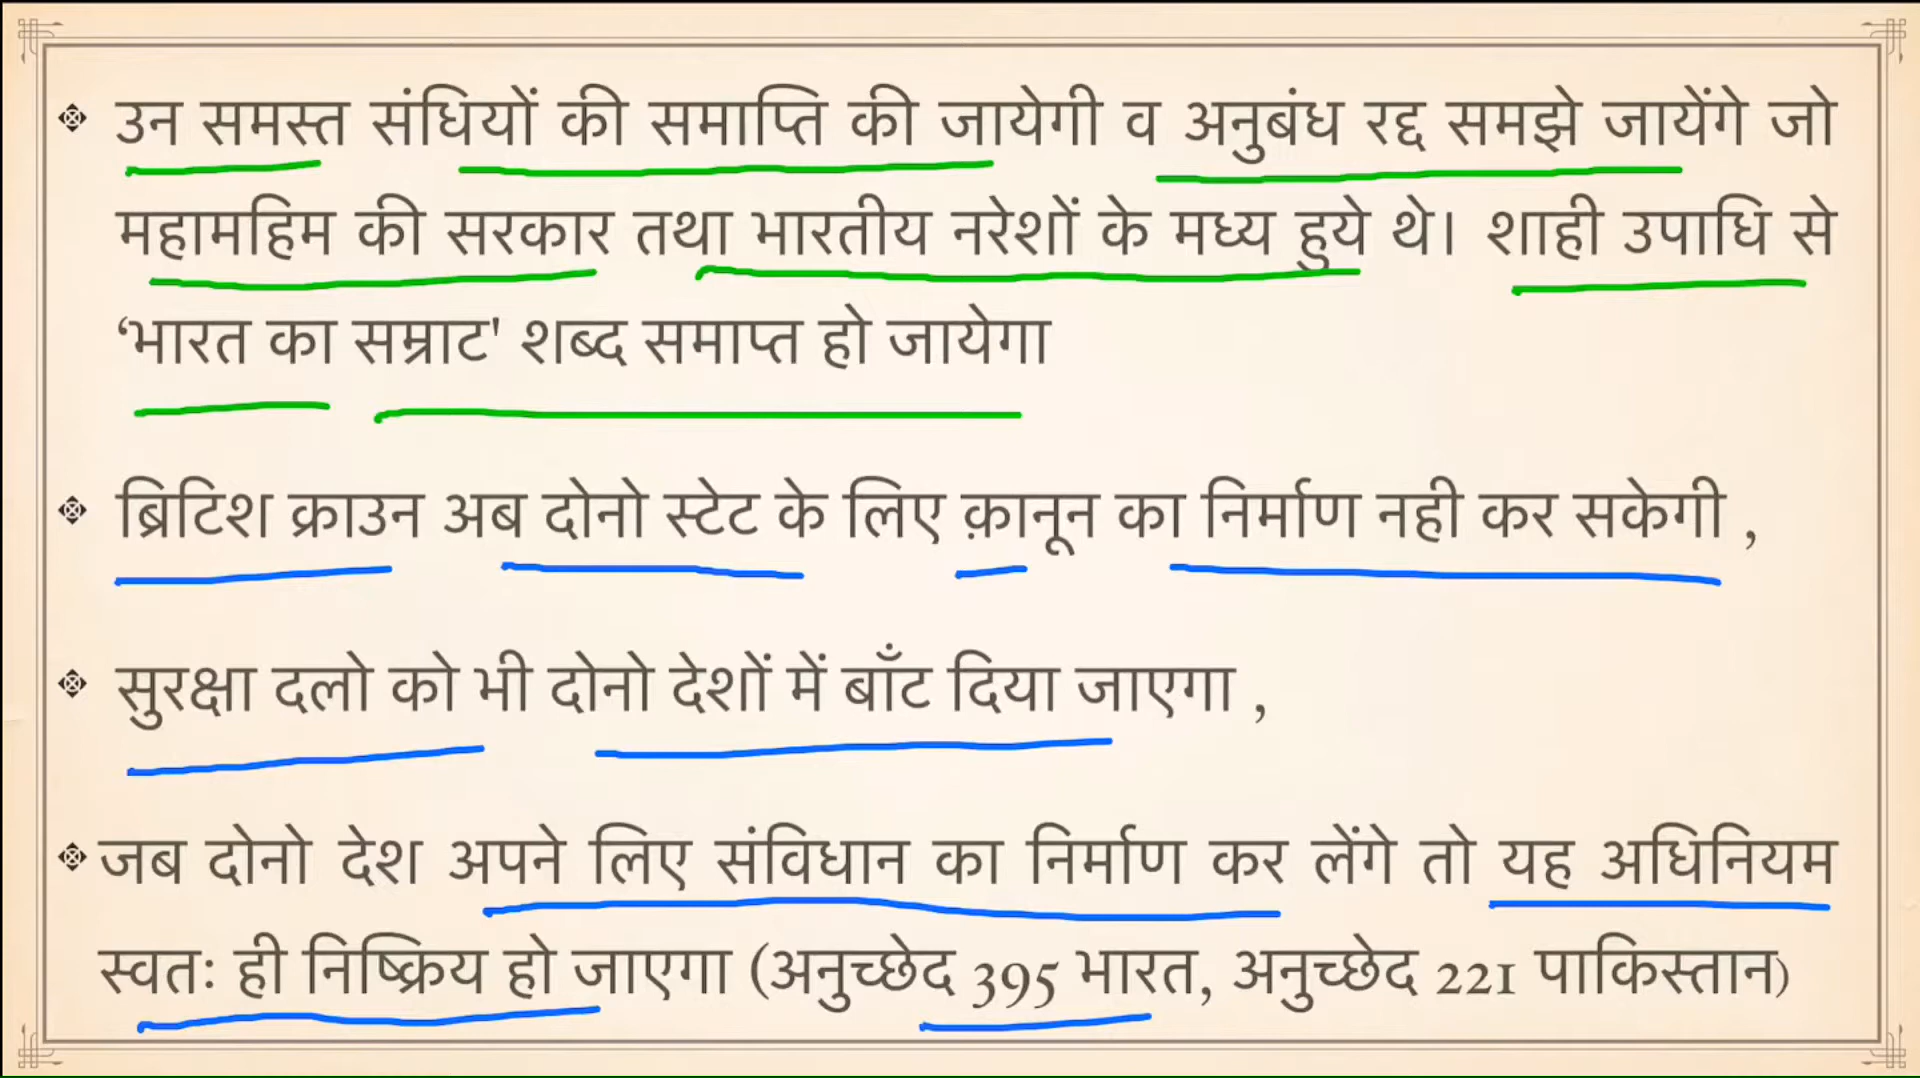 उन समस्त संधियों की समाप्ति की जायेगी व अनुबंध रद्द समझे जायेंगे जो
महामहिम की सरकार तथा भारतीय नरेशों के मध्य हुये थे। शाही उपाधि से
‘भारत का सम्राट' शब्द समाप्त हो जायेगा
ब्रिटिश क्राउन अब दोनो स्टेट के लिए क़ानून का निर्माण नही कर सकेगी ,
सुरक्षा दलो को भी दोनो देशों में बाँट दिया जाएगा ,
जब दोनो देश अपने लिए संविधान का निर्माण कर लेंगे तो यह अधिनियम
स्वतः ही निष्क्रिय हो जाएगा (अनुच्छेद 395 भारत, अनुच्छेद 221 पाकिस्तान)